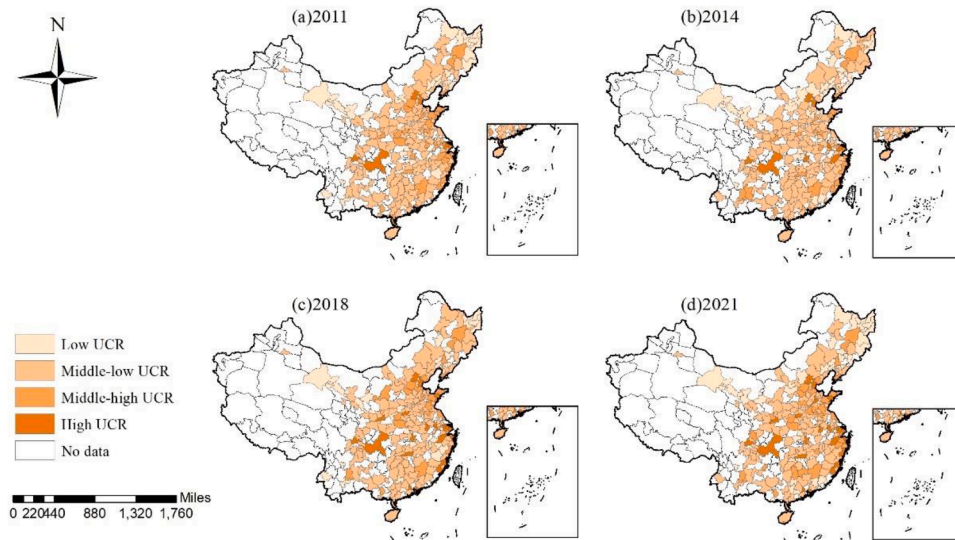 (a)2011
(b)2014
N
(c)2018
(d)2021
Low UCR
Middle-low UCR
Middle-high UCR
High UCR
No data
Miles
0 220440 880 1,320 1,760